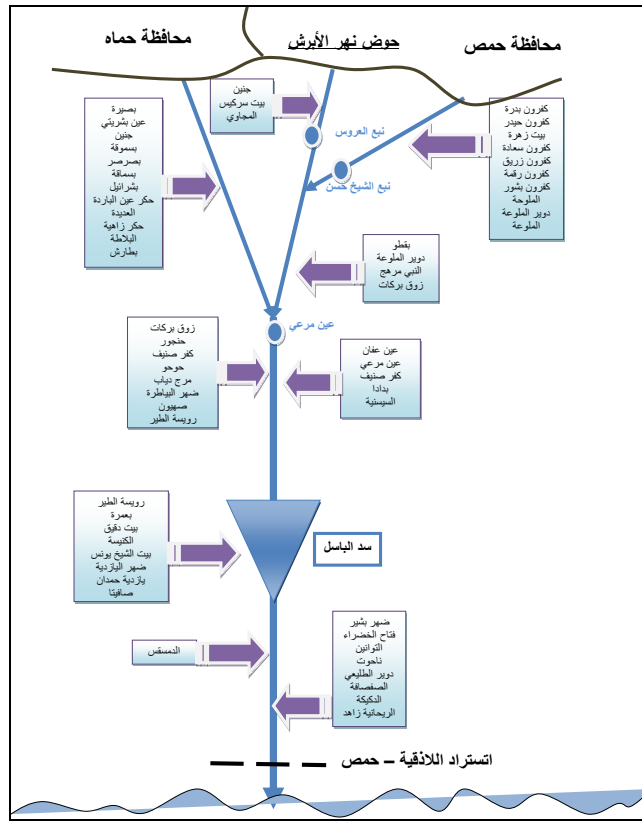 محافظة حمص
حوض نهر الأبرش
محافظة حماه
كفرون بدرة
كفرون حيدر
بيت زهرة
كفرون سعادة
كفرون زريق
كفرون رقمة
كفرون بشور
الملوحة
دوير الملوعة
الملوعة
جنين
بيت سركيس
المجاوي
بصيرة
عين بشريتي
جنين
بسموقة
بصرصر
بسماقة
بشرائيل
حكر عين الباردة
العديدة
حكر زاهية
البلاطة
بطارش
نبع العروس
نبع الشيخ حسن
بقطو
دوير الملوعة
النبي مرهج
زوق بركات
عين مرعي
عين عفان
عين مرعي
كفر صنيف
بدادا
السيسنية
زوق بركات
حنجور
كفر صنيف
حوحو
مرج دياب
ضهر البياطرة
صهيون
رويسة الطير
سد الباسل
رويسة الطير
بعمرة
بيت دقيق
الكنيسة
بيت الشيخ يونس
ضهر اليازدية
يازدية حمدان
صافيتا
ضهر بشير
فتاح الخضراء
التوانين
ناحوت
دوير الطليعي
الصفصافة
الدكيكة
الريحانية زاهد
الدمسقس
اتستراد اللاذقية – حمص